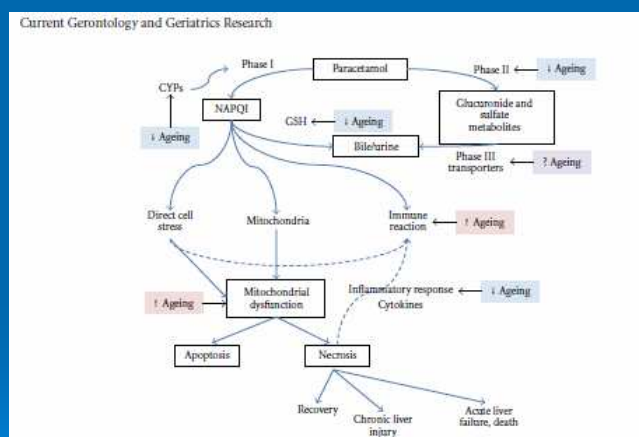 Current Gerontology and Geriatrics Research
Phase I
Paracetamol
Phase II
↓ Ageing
CYPs
NAPQI
GSH
↓ Ageing
Glucuronide and
sulfate
metabolites
↓ Ageing
Bile/urine
Phase III
transporters
? Ageing
Direct cell
stress
Mitochondria
Immune
reaction
↑ Ageing
↑ Ageing
Mitochondrial
dysfunction
Inflammatory response
Cytokines
↓ Ageing
Apoptosis
Necrosis
Recovery
Chronic liver
injury
Acute liver
failure, death